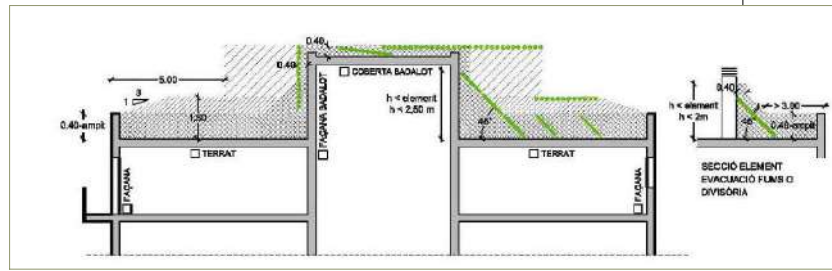 0.40
0.40
5.00
3
1
1.50
0.40-ampit
COBERTA BADALOT
FAÇANA BADALOT
h < element
h < 2,50 m
45°
TERRAT
TERRAT
FAÇANA
FAÇANA
0.40
> 3.00
h < element
h < 2m
45°
0.40-ampit
SECCIÓ ELEMENT
EVACUACIÓ FUMS O
DIVISÒRIA